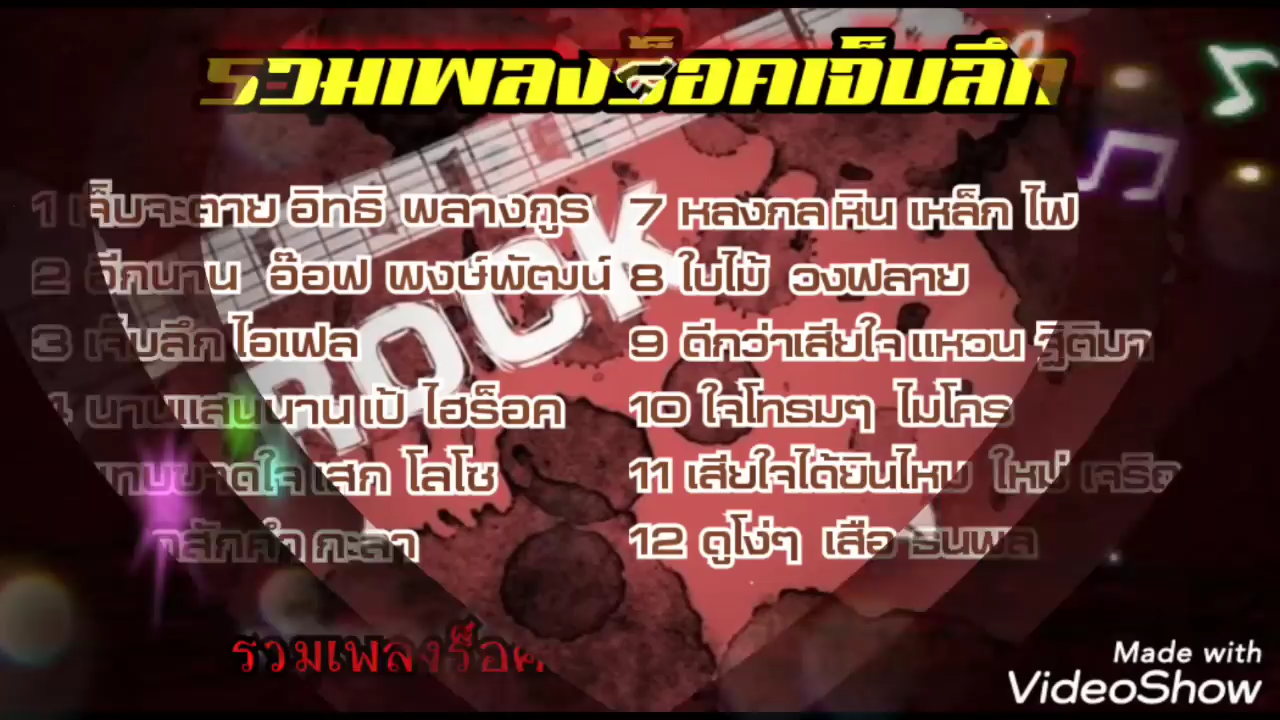 รวมเพลงร็อคเจ็บลึก
1 เจ็บจะตาย อิทธิ พลางกูร
2 อีกนาน อ๊อฟ พงษ์พัฒน์
3 เจ็บลึก ไอเฟล
4 นานแสนนาน เป้ ไฮร็อค
แทบขาดใจ เสก โลโซ
กสักคำ กะลา
7 หลงกล หิน เหล็ก ไฟ
8 ใบไม้ วงฟลาย
9 ดีกว่าเสียใจ แหวน ฐิติมา
10 ใจโทรมๆ ไมโคร
11 เสียใจได้ยินไหม ใหม่ เจริญ
12 ดูโง่ๆ เสือ ธนพล
ROCK
รวมเพลงร็อค
Made with
VideoShow